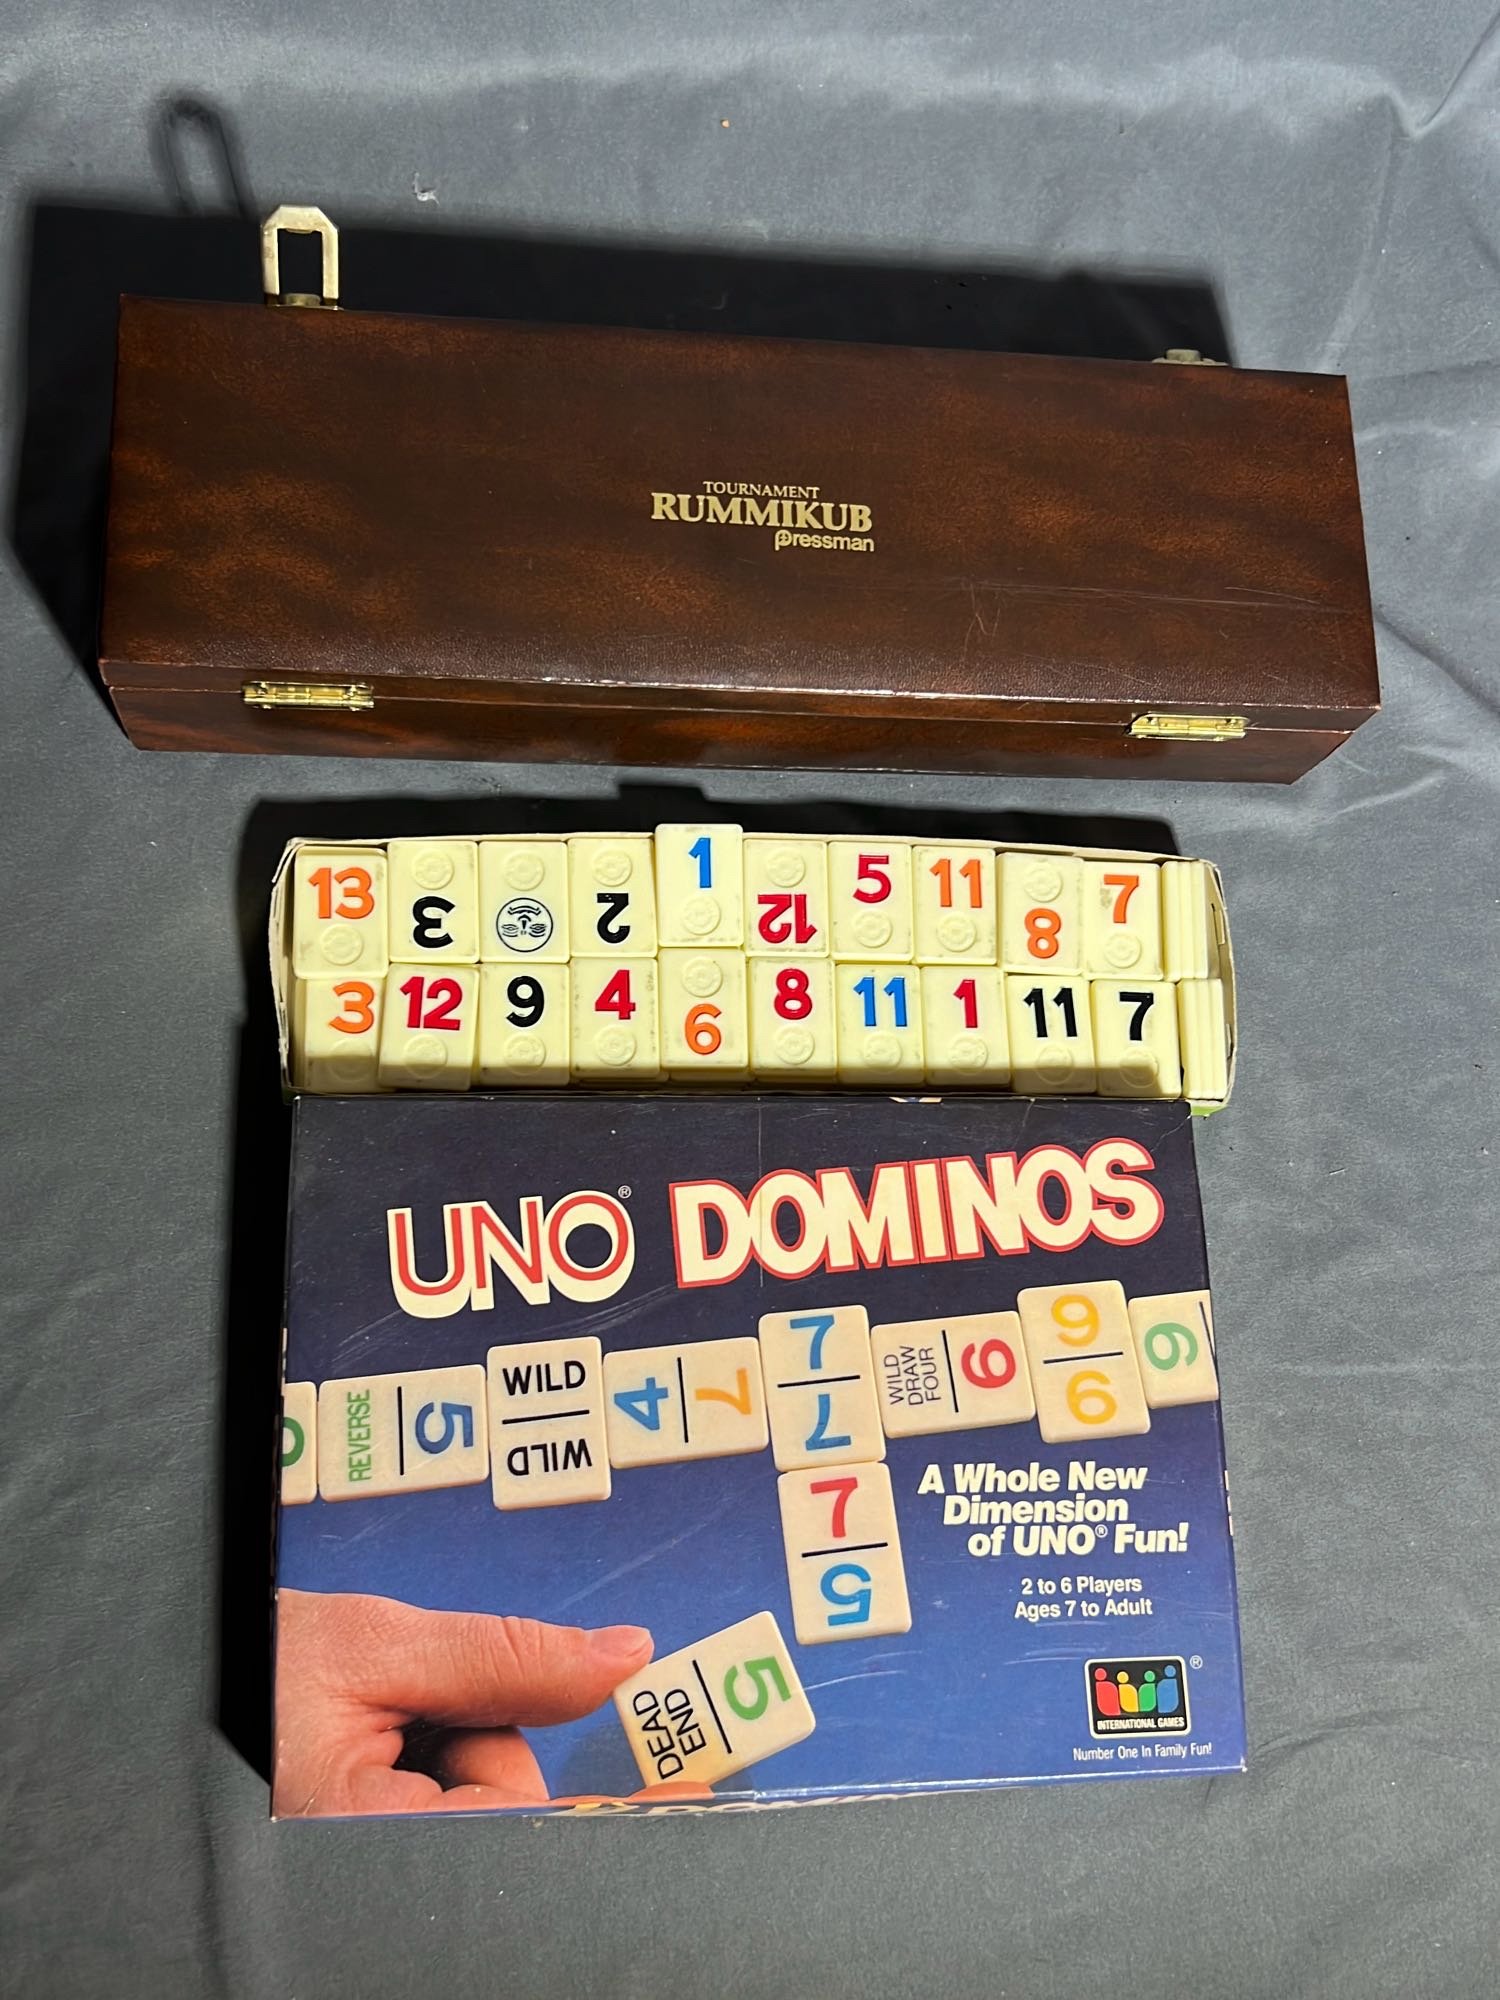 TOURNAMENT
RUMMIKUB
Pressman
13 3 2 1 12 5 11 8 7
3 12 9 4 6 8 11 1 11 7
UNO® DOMINOS
REVERSE 5
WILD
WILD
4 7
7
7
WILD
DRAW
FOUR
9
9
6
6
7
5
A Whole New
Dimension
of UNO® Fun!
2 to 6 Players
Ages 7 to Adult
DEAD
END
5
INTERNATIONAL GAMES ®
Number One In Family Fun!
DOMINOS